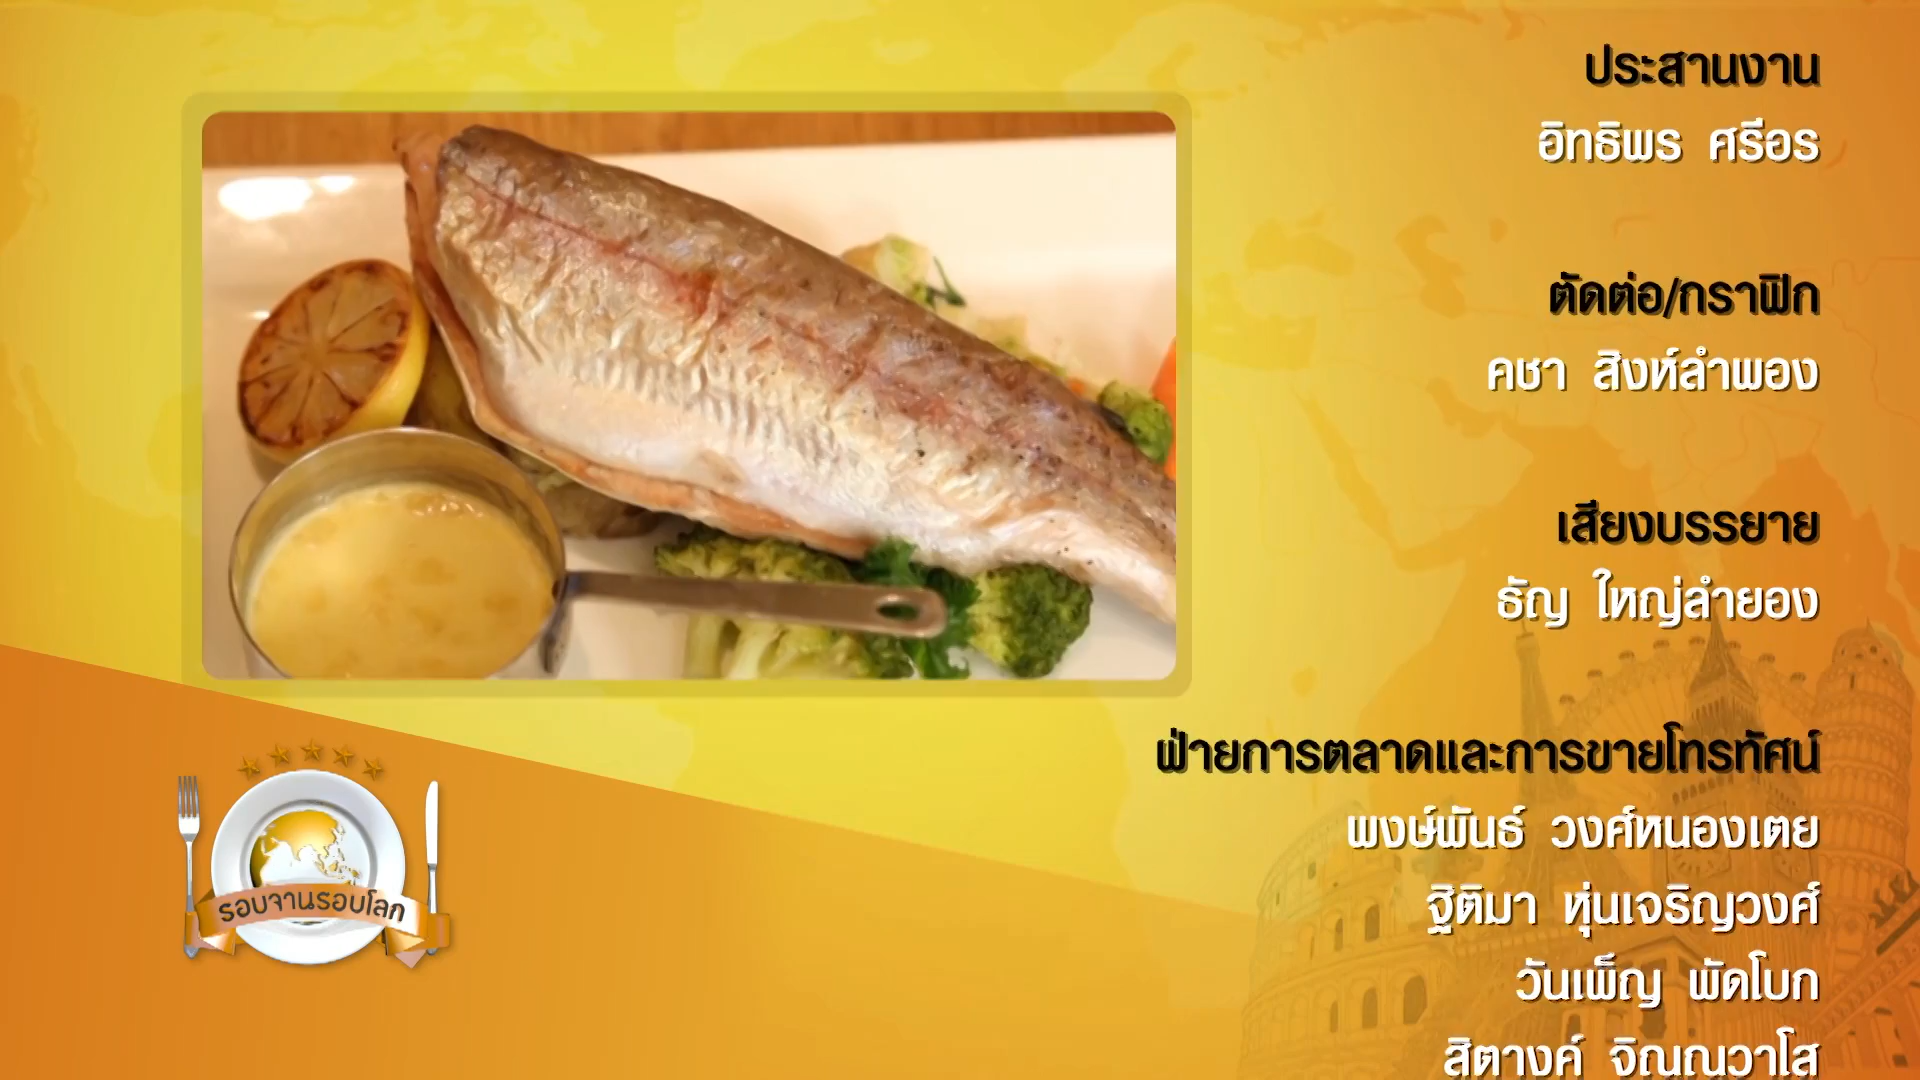 ประสานงาน
อิทธิพร ศรีอร
ตัดต่อ/กราฟิก
คชา สิงห์ลำพอง
เสียงบรรยาย
ธัญ ใหญ่ลำยอง
ฝ่ายการตลาดและการขายโทรทัศน์
พงษ์พันธ์ วงศ์หนองเตย
ฐิติมา หุ่นเจริญวงศ์
วันเพ็ญ พัดโบก
สิตางค์ จิณณวาโส
รอบจานรอบโลก